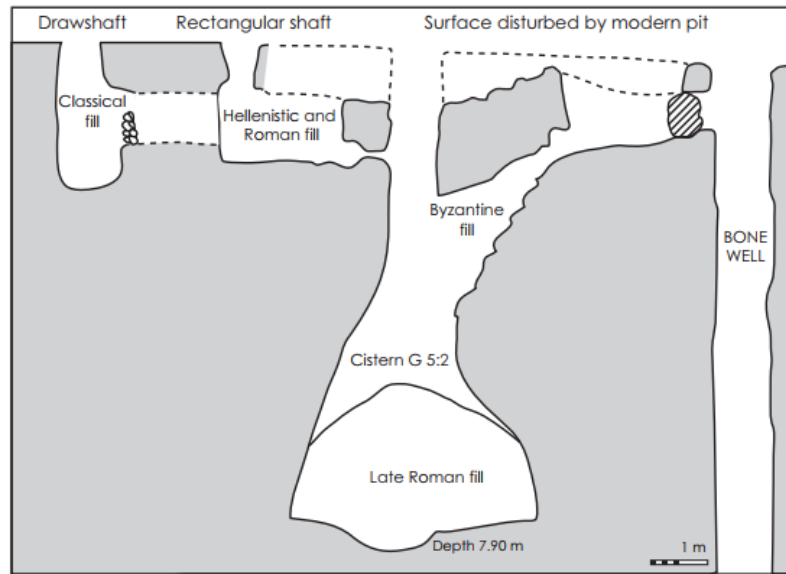 Drawshaft
Rectangular shaft
Surface disturbed by modern pit
Classical
fill
Hellenistic and
Roman fill
Byzantine
fill
BONE
WELL
Cistern G 5:2
Late Roman fill
Depth 7.90 m
1 m